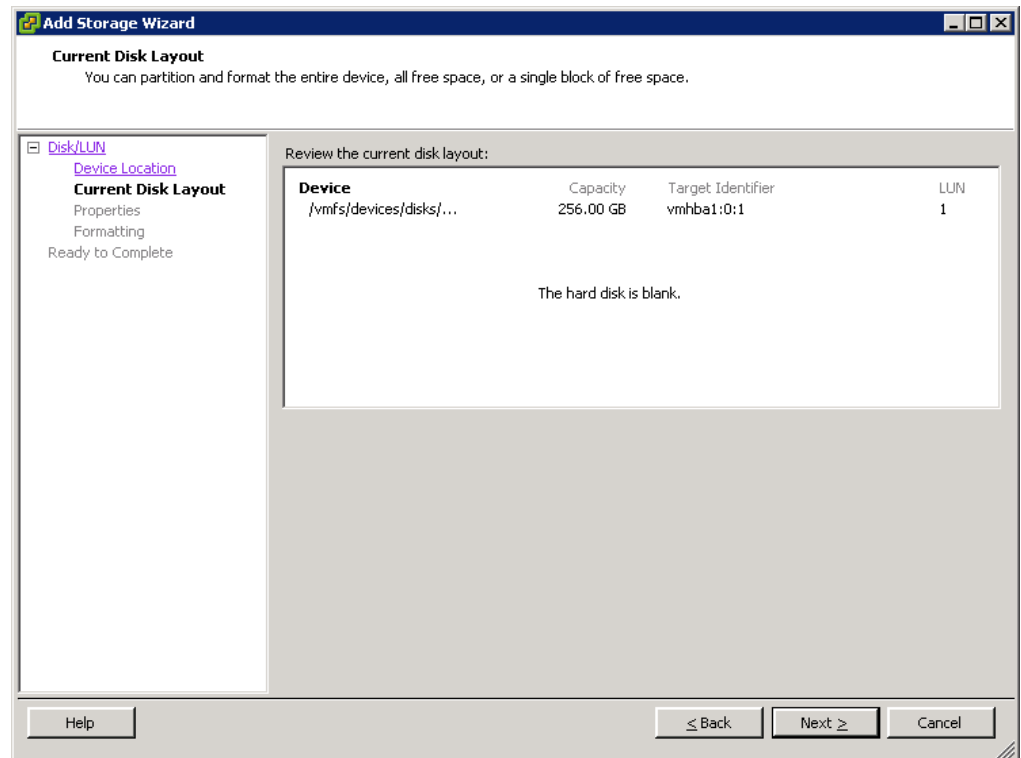 Add Storage Wizard
Current Disk Layout
You can partition and format the entire device, all free space, or a single block of free space.
Disk/LUN
Device Location
Current Disk Layout
Properties
Formatting
Ready to Complete
Review the current disk layout:
Device Capacity Target Identifier LUN
/vmfs/devices/disks/... 256.00 GB vmhba1:0:1 1
The hard disk is blank.
Help ≤ Back Next ≥ Cancel